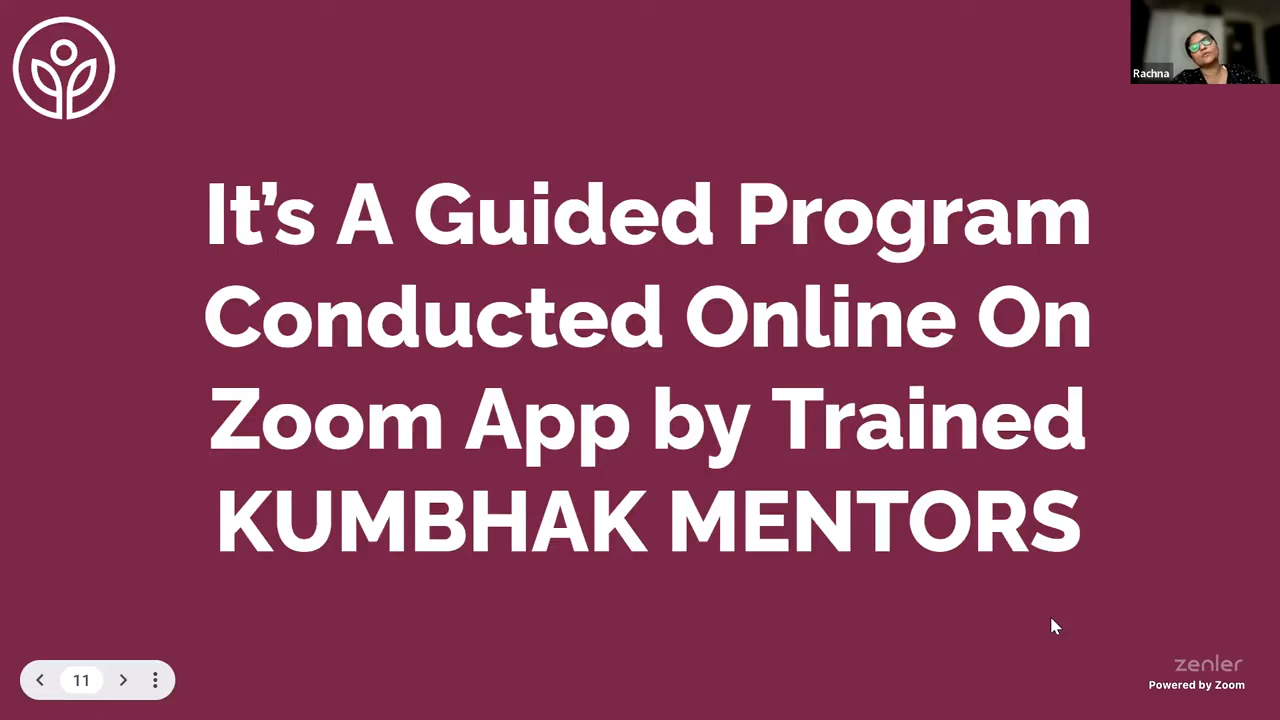 Rachna
It's A Guided Program
Conducted Online On
Zoom App by Trained
KUMBHAK MENTORS
11
zenler
Powered by Zoom